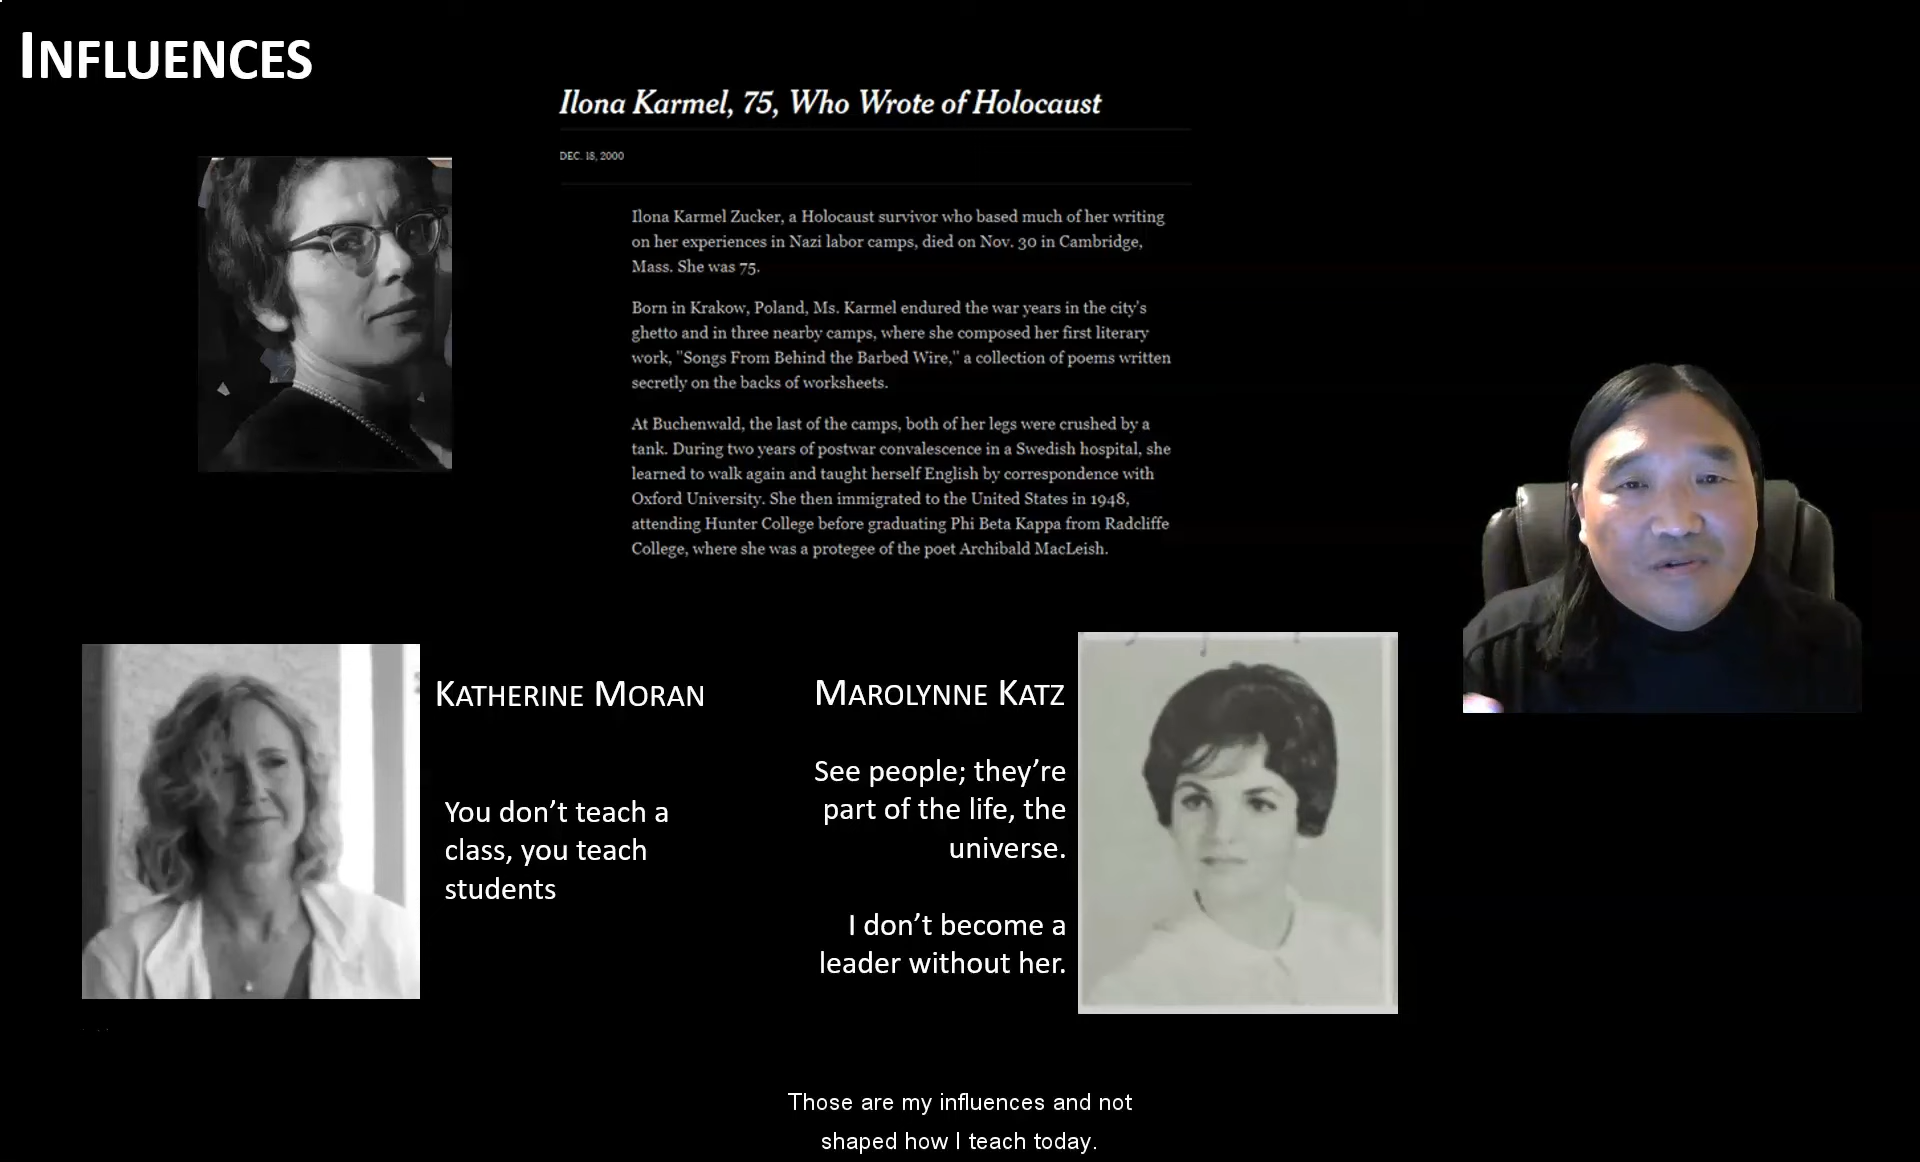 INFLUENCES
Ilona Karmel, 75, Who Wrote of Holocaust
DEC. 18, 2000
Ilona Karmel Zucker, a Holocaust survivor who based much of her writing
on her experiences in Nazi labor camps, died on Nov. 30 in Cambridge,
Mass. She was 75.
Born in Krakow, Poland, Ms. Karmel endured the war years in the city's
ghetto and in three nearby camps, where she composed her first literary
work, "Songs From Behind the Barbed Wire," a collection of poems written
secretly on the backs of worksheets.
At Buchenwald, the last of the camps, both of her legs were crushed by a
tank. During two years of postwar convalescence in a Swedish hospital, she
learned to walk again and taught herself English by correspondence with
Oxford University. She then immigrated to the United States in 1948,
attending Hunter College before graduating Phi Beta Kappa from Radcliffe
College, where she was a protegee of the poet Archibald MacLeish.
KATHERINE MORAN
You don’t teach a
class, you teach
students
MAROLYNNE KATZ
See people; they’re
part of the life, the
universe.
I don’t become a
leader without her.
Those are my influences and not
shaped how I teach today.